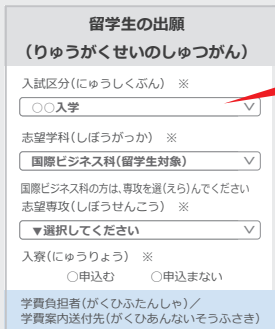 留学生の出願
（りゅうがくせいのしゅつがん）
入試区分（にゅうしくぶん）　※
○○入学
志望学科（しぼうがっか）　※
国際ビジネス科（留学生対象）
国際ビジネス科の方は、専攻を選（えら）んでください
志望専攻（しぼうせんこう）　※
▼選択してください
入寮（にゅうりょう）　※
○申込む　○申込まない
学費負担者（がくひふたんしゃ）／
学費案内送付先（がくひあんないそうふさき）